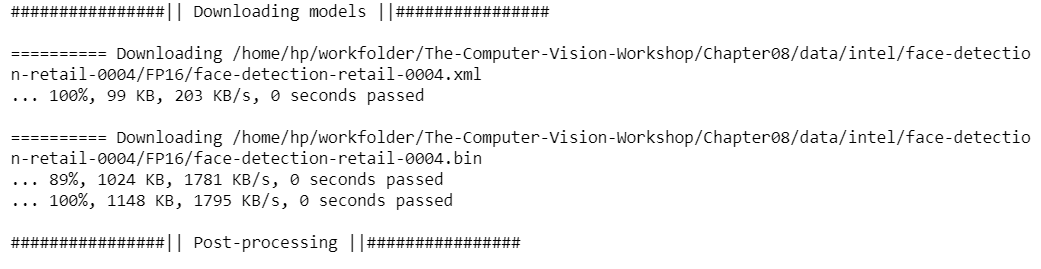 ################|| Downloading models ||################
========== Downloading /home/hp/workfolder/The-Computer-Vision-Workshop/Chapter08/data/intel/face-detectio
n-retail-0004/FP16/face-detection-retail-0004.xml
... 100%, 99 KB, 203 KB/s, 0 seconds passed
========== Downloading /home/hp/workfolder/The-Computer-Vision-Workshop/Chapter08/data/intel/face-detectio
n-retail-0004/FP16/face-detection-retail-0004.bin
... 89%, 1024 KB, 1781 KB/s, 0 seconds passed
... 100%, 1148 KB, 1795 KB/s, 0 seconds passed
################|| Post-processing ||################